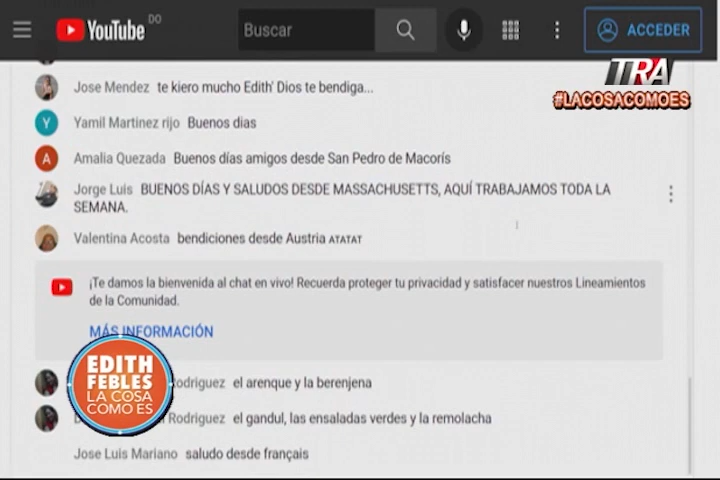 YouTube DO
Buscar
ACCEDER
TRA
#LACOSACOMOES
Jose Mendez te kiero mucho Edith' Dios te bendiga...
Y Yamil Martinez rijo Buenos dias
A Amalia Quezada Buenos días amigos desde San Pedro de Macorís
Jorge Luis BUENOS DÍAS Y SALUDOS DESDE MASSACHUSETTS, AQUÍ TRABAJAMOS TODA LA
SEMANA.
Valentina Acosta bendiciones desde Austria ATATAT
¡Te damos la bienvenida al chat en vivo! Recuerda proteger tu privacidad y satisfacer nuestros Lineamientos
de la Comunidad.
MÁS INFORMACIÓN
EDITH
FEBLES
LA COSA
COMO ES
Rodriguez el arenque y la berenjena
Rodriguez el gandul, las ensaladas verdes y la remolacha
Jose Luis Mariano saludo desde français